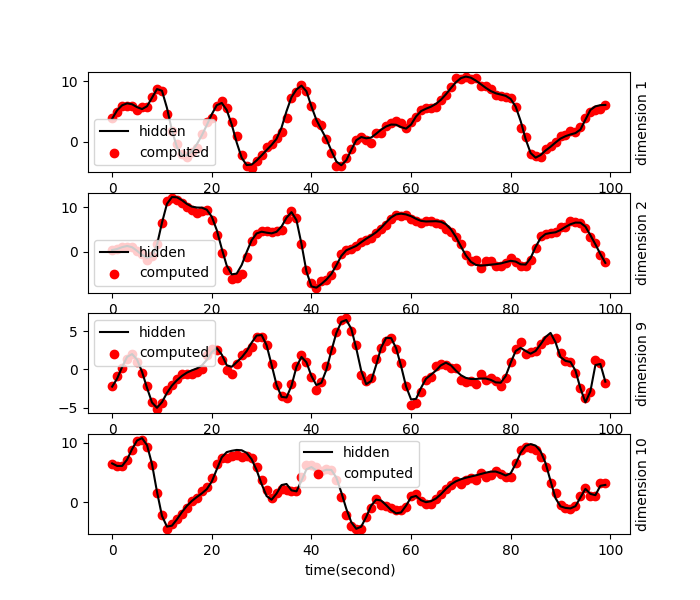 10
0
hidden
computed
dimension 1
0 20 40 60 80 100
10
0
hidden
computed
dimension 2
0 20 40 60 80 100
5
0
−5
hidden
computed
dimension 9
0 20 40 60 80 100
10
0
hidden
computed
dimension 10
0 20 40 60 80 100
time(second)